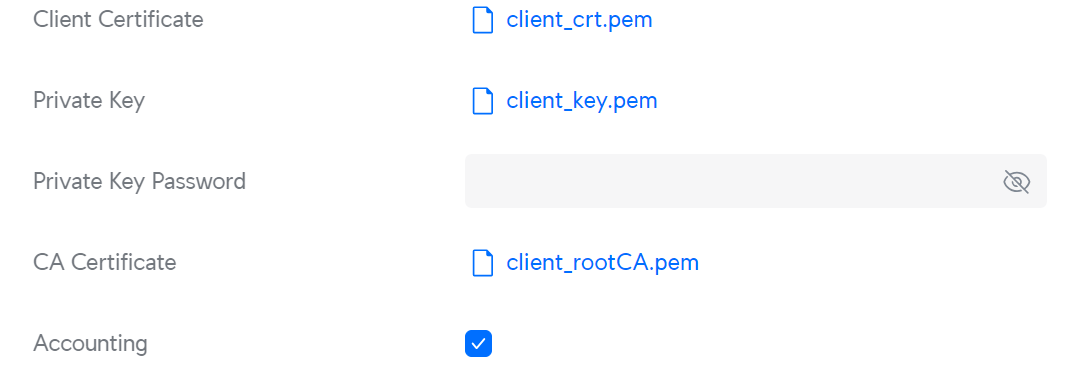 Client Certificate client_crt.pem
Private Key client_key.pem
Private Key Password
CA Certificate client_rootCA.pem
Accounting